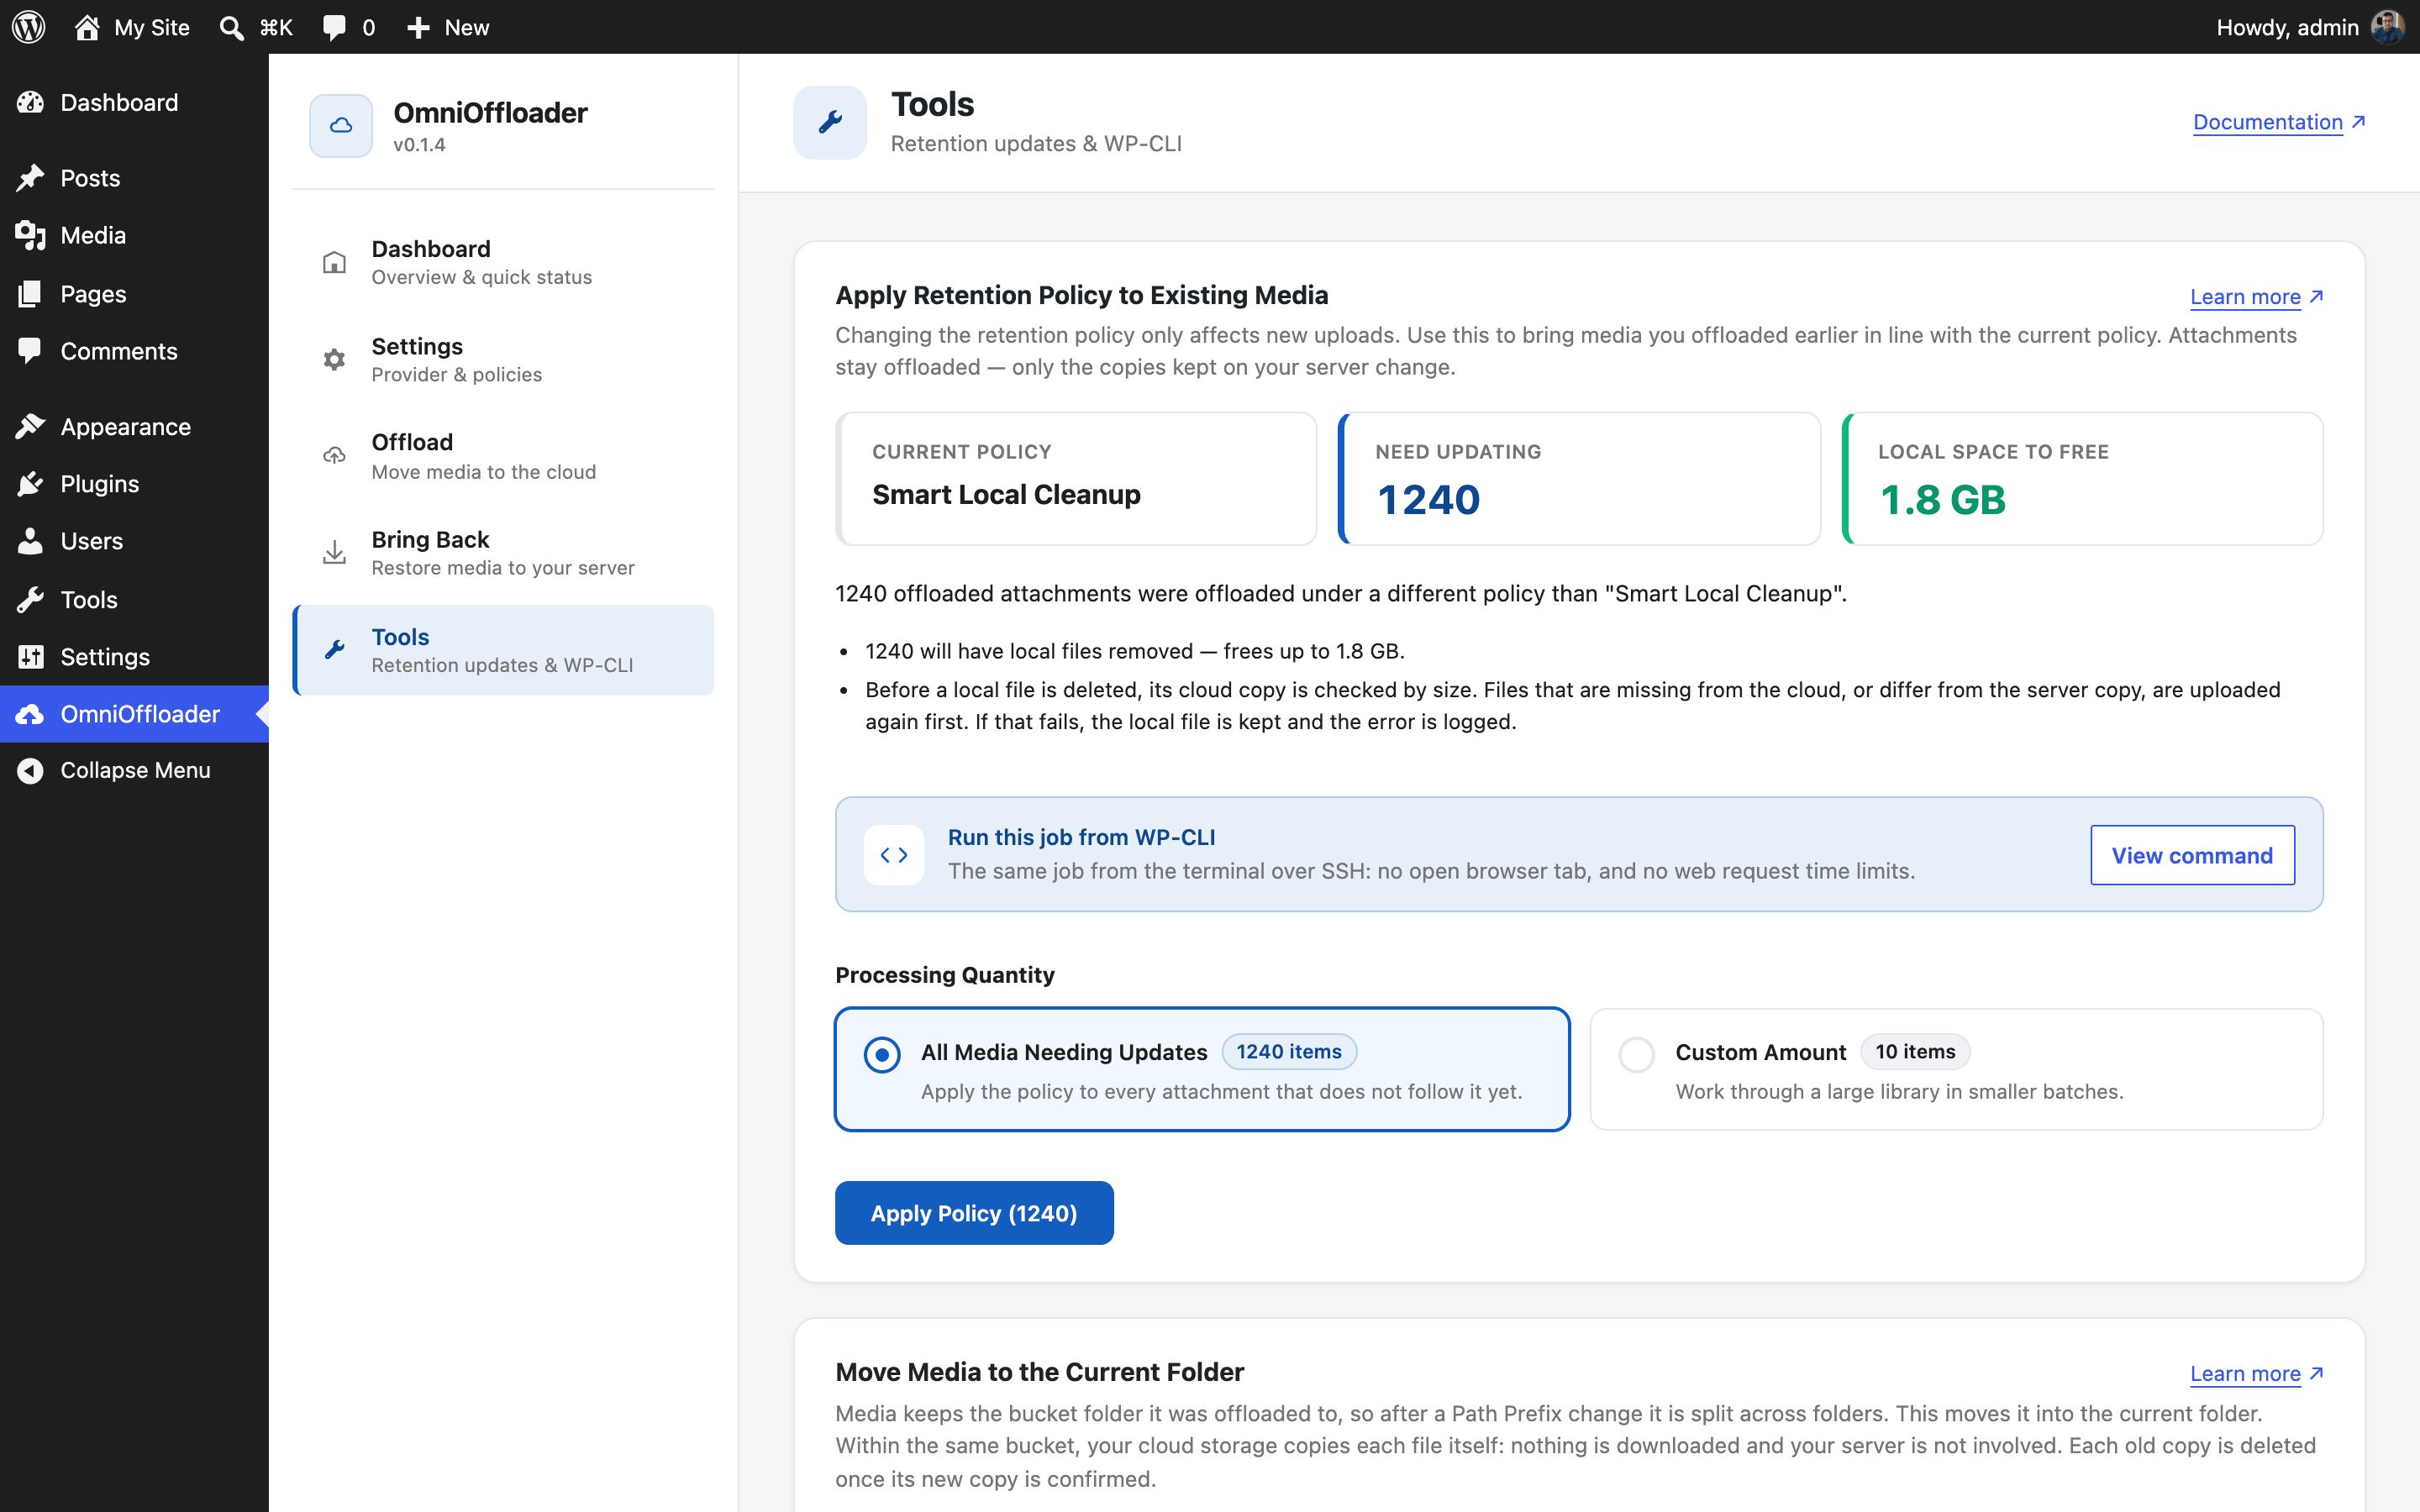 My Site
⌘K
0
New
Howdy, admin
Dashboard
Posts
Media
Pages
Comments
Appearance
Plugins
Users
Tools
Settings
OmniOffloader
Collapse Menu
OmniOffloader
v0.1.4
Dashboard
Overview & quick status
Settings
Provider & policies
Offload
Move media to the cloud
Bring Back
Restore media to your server
Tools
Retention updates & WP-CLI
Tools
Retention updates & WP-CLI
Documentation ↗
Apply Retention Policy to Existing Media
Learn more ↗
Changing the retention policy only affects new uploads. Use this to bring media you offloaded earlier in line with the current policy. Attachments
stay offloaded — only the copies kept on your server change.
CURRENT POLICY
Smart Local Cleanup
NEED UPDATING
1240
LOCAL SPACE TO FREE
1.8 GB
1240 offloaded attachments were offloaded under a different policy than "Smart Local Cleanup".
• 1240 will have local files removed — frees up to 1.8 GB.
• Before a local file is deleted, its cloud copy is checked by size. Files that are missing from the cloud, or differ from the server copy, are uploaded
again first. If that fails, the local file is kept and the error is logged.
Run this job from WP-CLI
The same job from the terminal over SSH: no open browser tab, and no web request time limits.
View command
Processing Quantity
All Media Needing Updates 1240 items
Apply the policy to every attachment that does not follow it yet.
Custom Amount 10 items
Work through a large library in smaller batches.
Apply Policy (1240)
Move Media to the Current Folder
Learn more ↗
Media keeps the bucket folder it was offloaded to, so after a Path Prefix change it is split across folders. This moves it into the current folder.
Within the same bucket, your cloud storage copies each file itself: nothing is downloaded and your server is not involved. Each old copy is deleted
once its new copy is confirmed.